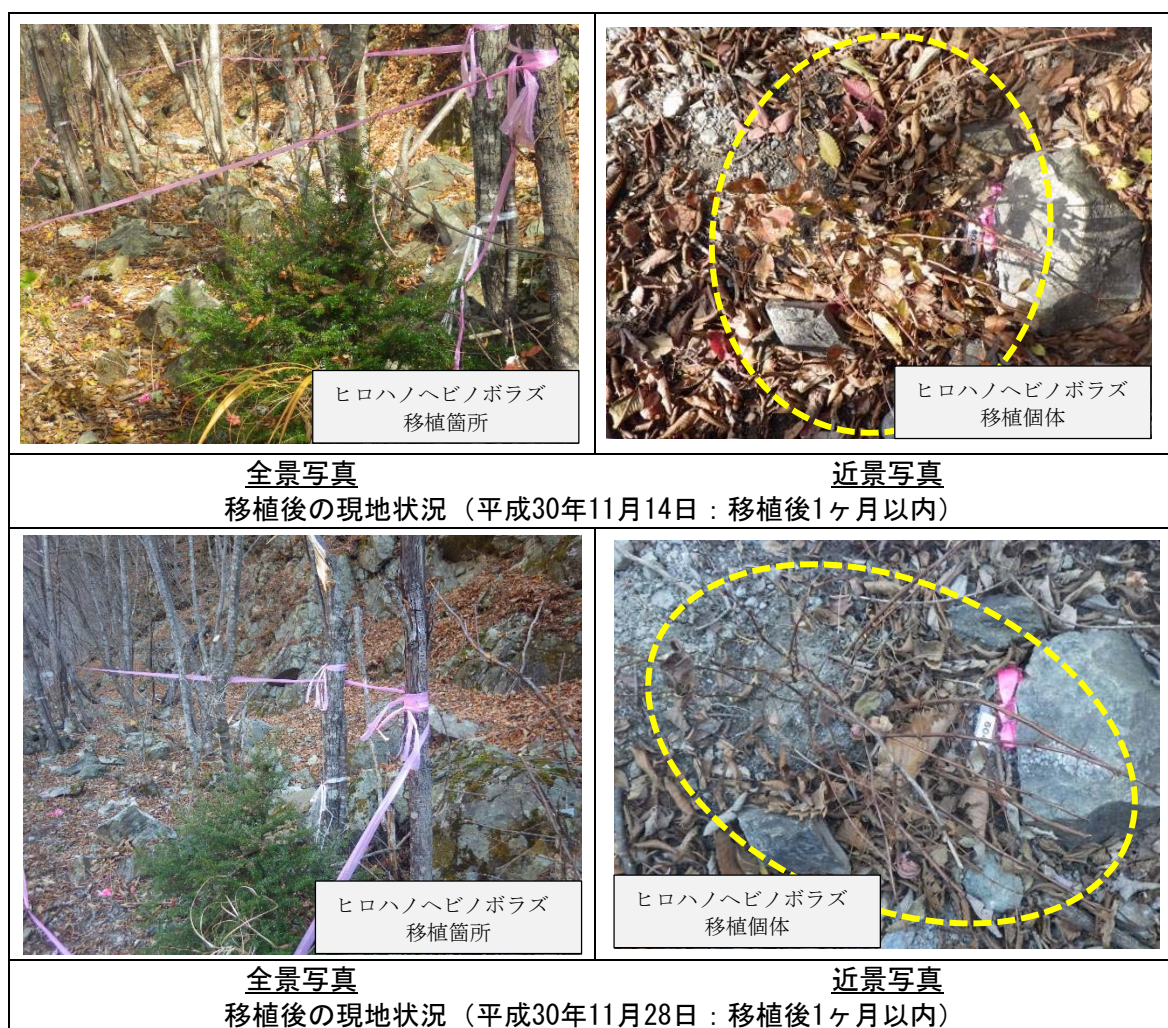 ヒロハノヘビノボラズ
移植箇所
ヒロハノヘビノボラズ
移植個体
全景写真
近景写真
移植後の現地状況（平成30年11月14日：移植後1ヶ月以内）
ヒロハノヘビノボラズ
移植箇所
ヒロハノヘビノボラズ
移植個体
全景写真
近景写真
移植後の現地状況（平成30年11月28日：移植後1ヶ月以内）